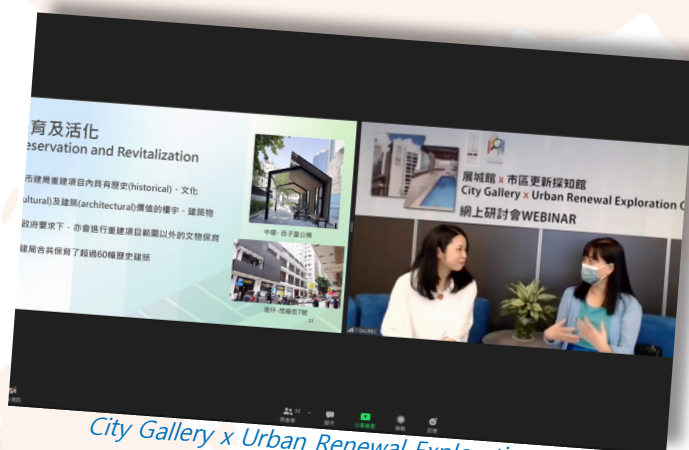 育及活化
eservation and Revitalization
市建局重建項目內具有歷史(historical)、文化
ultural)及建築(architectural)價值的樓宇、建築物
政府要求下,亦會進行重建項目範圍以外的文物保育
建局合共保育了超過60幢歷史建築
中環- 百子里公園
灣仔- 茂蘿街7號
展城館 x 市區更新探知館
City Gallery x Urban Renewal Exploration C
網上研討會WEBINAR
City Gallery x Urban Renewal Explorati